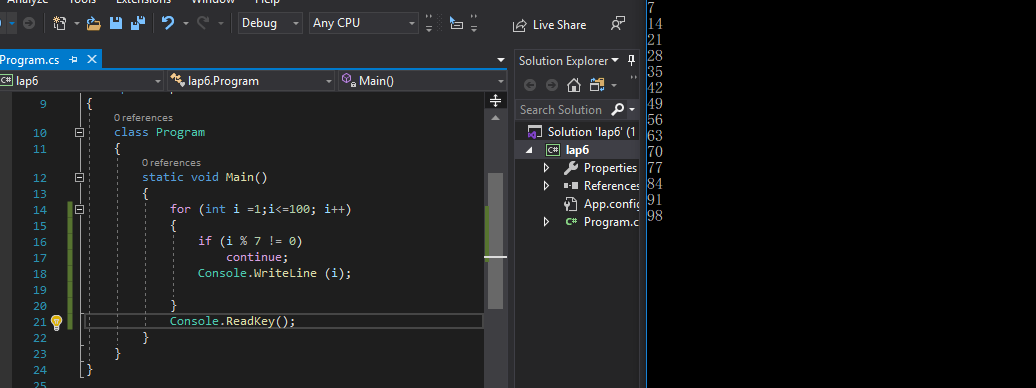 Analyze Tools Extensions Window Help
Debug Any CPU Live Share
Program.cs
C# lap6 lap6.Program Main()
9 {
0 references
10 class Program
11 {
0 references
12 static void Main()
13 {
14 for (int i =1;i<=100; i++)
15 {
16 if (i % 7 != 0)
17 continue;
18 Console.WriteLine (i);
19
20 }
21 Console.ReadKey();
22 }
23 }
24 }
25
Solution Explorer
Search Solution
Solution 'lap6' (1
C# lap6
Properties
References
App.config
C# Program.c
7
14
21
28
35
42
49
56
63
70
77
84
91
98